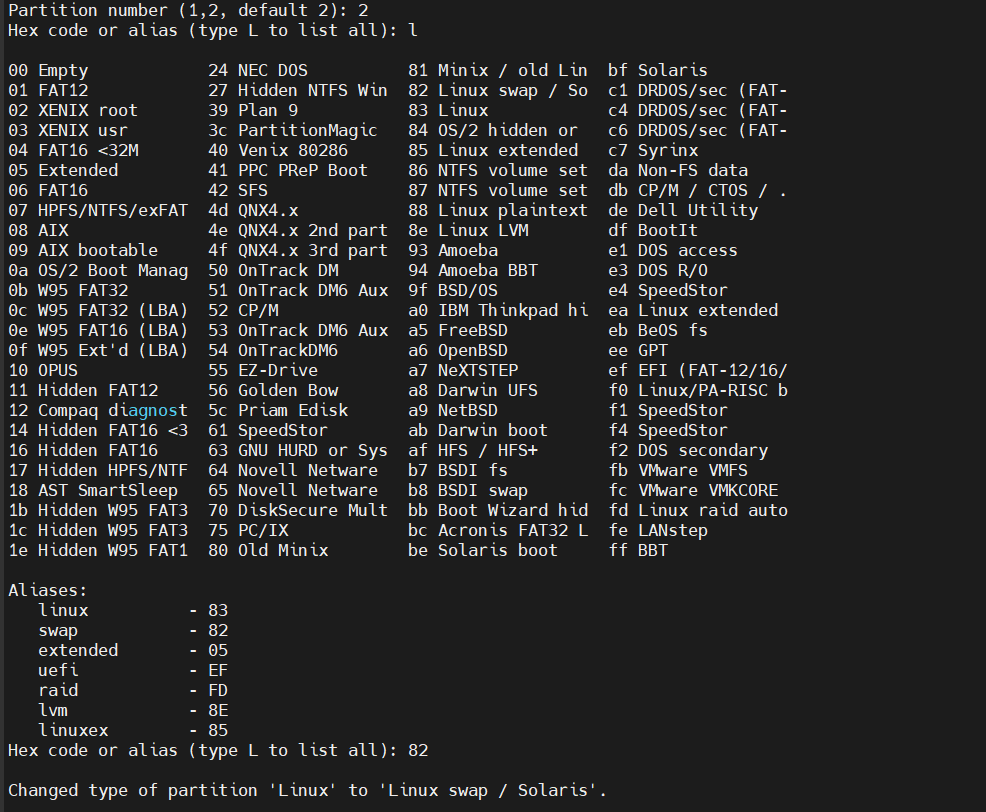 Partition number (1,2, default 2): 2
Hex code or alias (type L to list all): l
00 Empty 24 NEC DOS 81 Minix / old Lin bf Solaris
01 FAT12 27 Hidden NTFS Win 82 Linux swap / So c1 DRDOS/sec (FAT-
02 XENIX root 39 Plan 9 83 Linux c4 DRDOS/sec (FAT-
03 XENIX usr 3c PartitionMagic 84 OS/2 hidden or c6 DRDOS/sec (FAT-
04 FAT16 <32M 40 Venix 80286 85 Linux extended c7 Syrinx
05 Extended 41 PPC PReP Boot 86 NTFS volume set da Non-FS data
06 FAT16 42 SFS 87 NTFS volume set db CP/M / CTOS / .
07 HPFS/NTFS/exFAT 4d QNX4.x 88 Linux plaintext de Dell Utility
08 AIX 4e QNX4.x 2nd part 8e Linux LVM df BootIt
09 AIX bootable 4f QNX4.x 3rd part 93 Amoeba e1 DOS access
0a OS/2 Boot Manag 50 OnTrack DM 94 Amoeba BBT e3 DOS R/O
0b W95 FAT32 51 OnTrack DM6 Aux 9f BSD/OS e4 SpeedStor
0c W95 FAT32 (LBA) 52 CP/M a0 IBM Thinkpad hi ea Linux extended
0e W95 FAT16 (LBA) 53 OnTrack DM6 Aux a5 FreeBSD eb BeOS fs
0f W95 Ext'd (LBA) 54 OnTrackDM6 a6 OpenBSD ee GPT
10 OPUS 55 EZ-Drive a7 NeXTSTEP ef EFI (FAT-12/16/
11 Hidden FAT12 56 Golden Bow a8 Darwin UFS f0 Linux/PA-RISC b
12 Compaq diagnost 5c Priam Edisk a9 NetBSD f1 SpeedStor
14 Hidden FAT16 <3 61 SpeedStor ab Darwin boot f4 SpeedStor
16 Hidden FAT16 63 GNU HURD or Sys af HFS / HFS+ f2 DOS secondary
17 Hidden HPFS/NTF 64 Novell Netware b7 BSDI fs fb VMware VMFS
18 AST SmartSleep 65 Novell Netware b8 BSDI swap fc VMware VMKCORE
1b Hidden W95 FAT3 70 DiskSecure Mult bb Boot Wizard hid fd Linux raid auto
1c Hidden W95 FAT3 75 PC/IX bc Acronis FAT32 L fe LANstep
1e Hidden W95 FAT1 80 Old Minix be Solaris boot ff BBT
Aliases:
linux - 83
swap - 82
extended - 05
uefi - EF
raid - FD
lvm - 8E
linuxex - 85
Hex code or alias (type L to list all): 82
Changed type of partition 'Linux' to 'Linux swap / Solaris'.